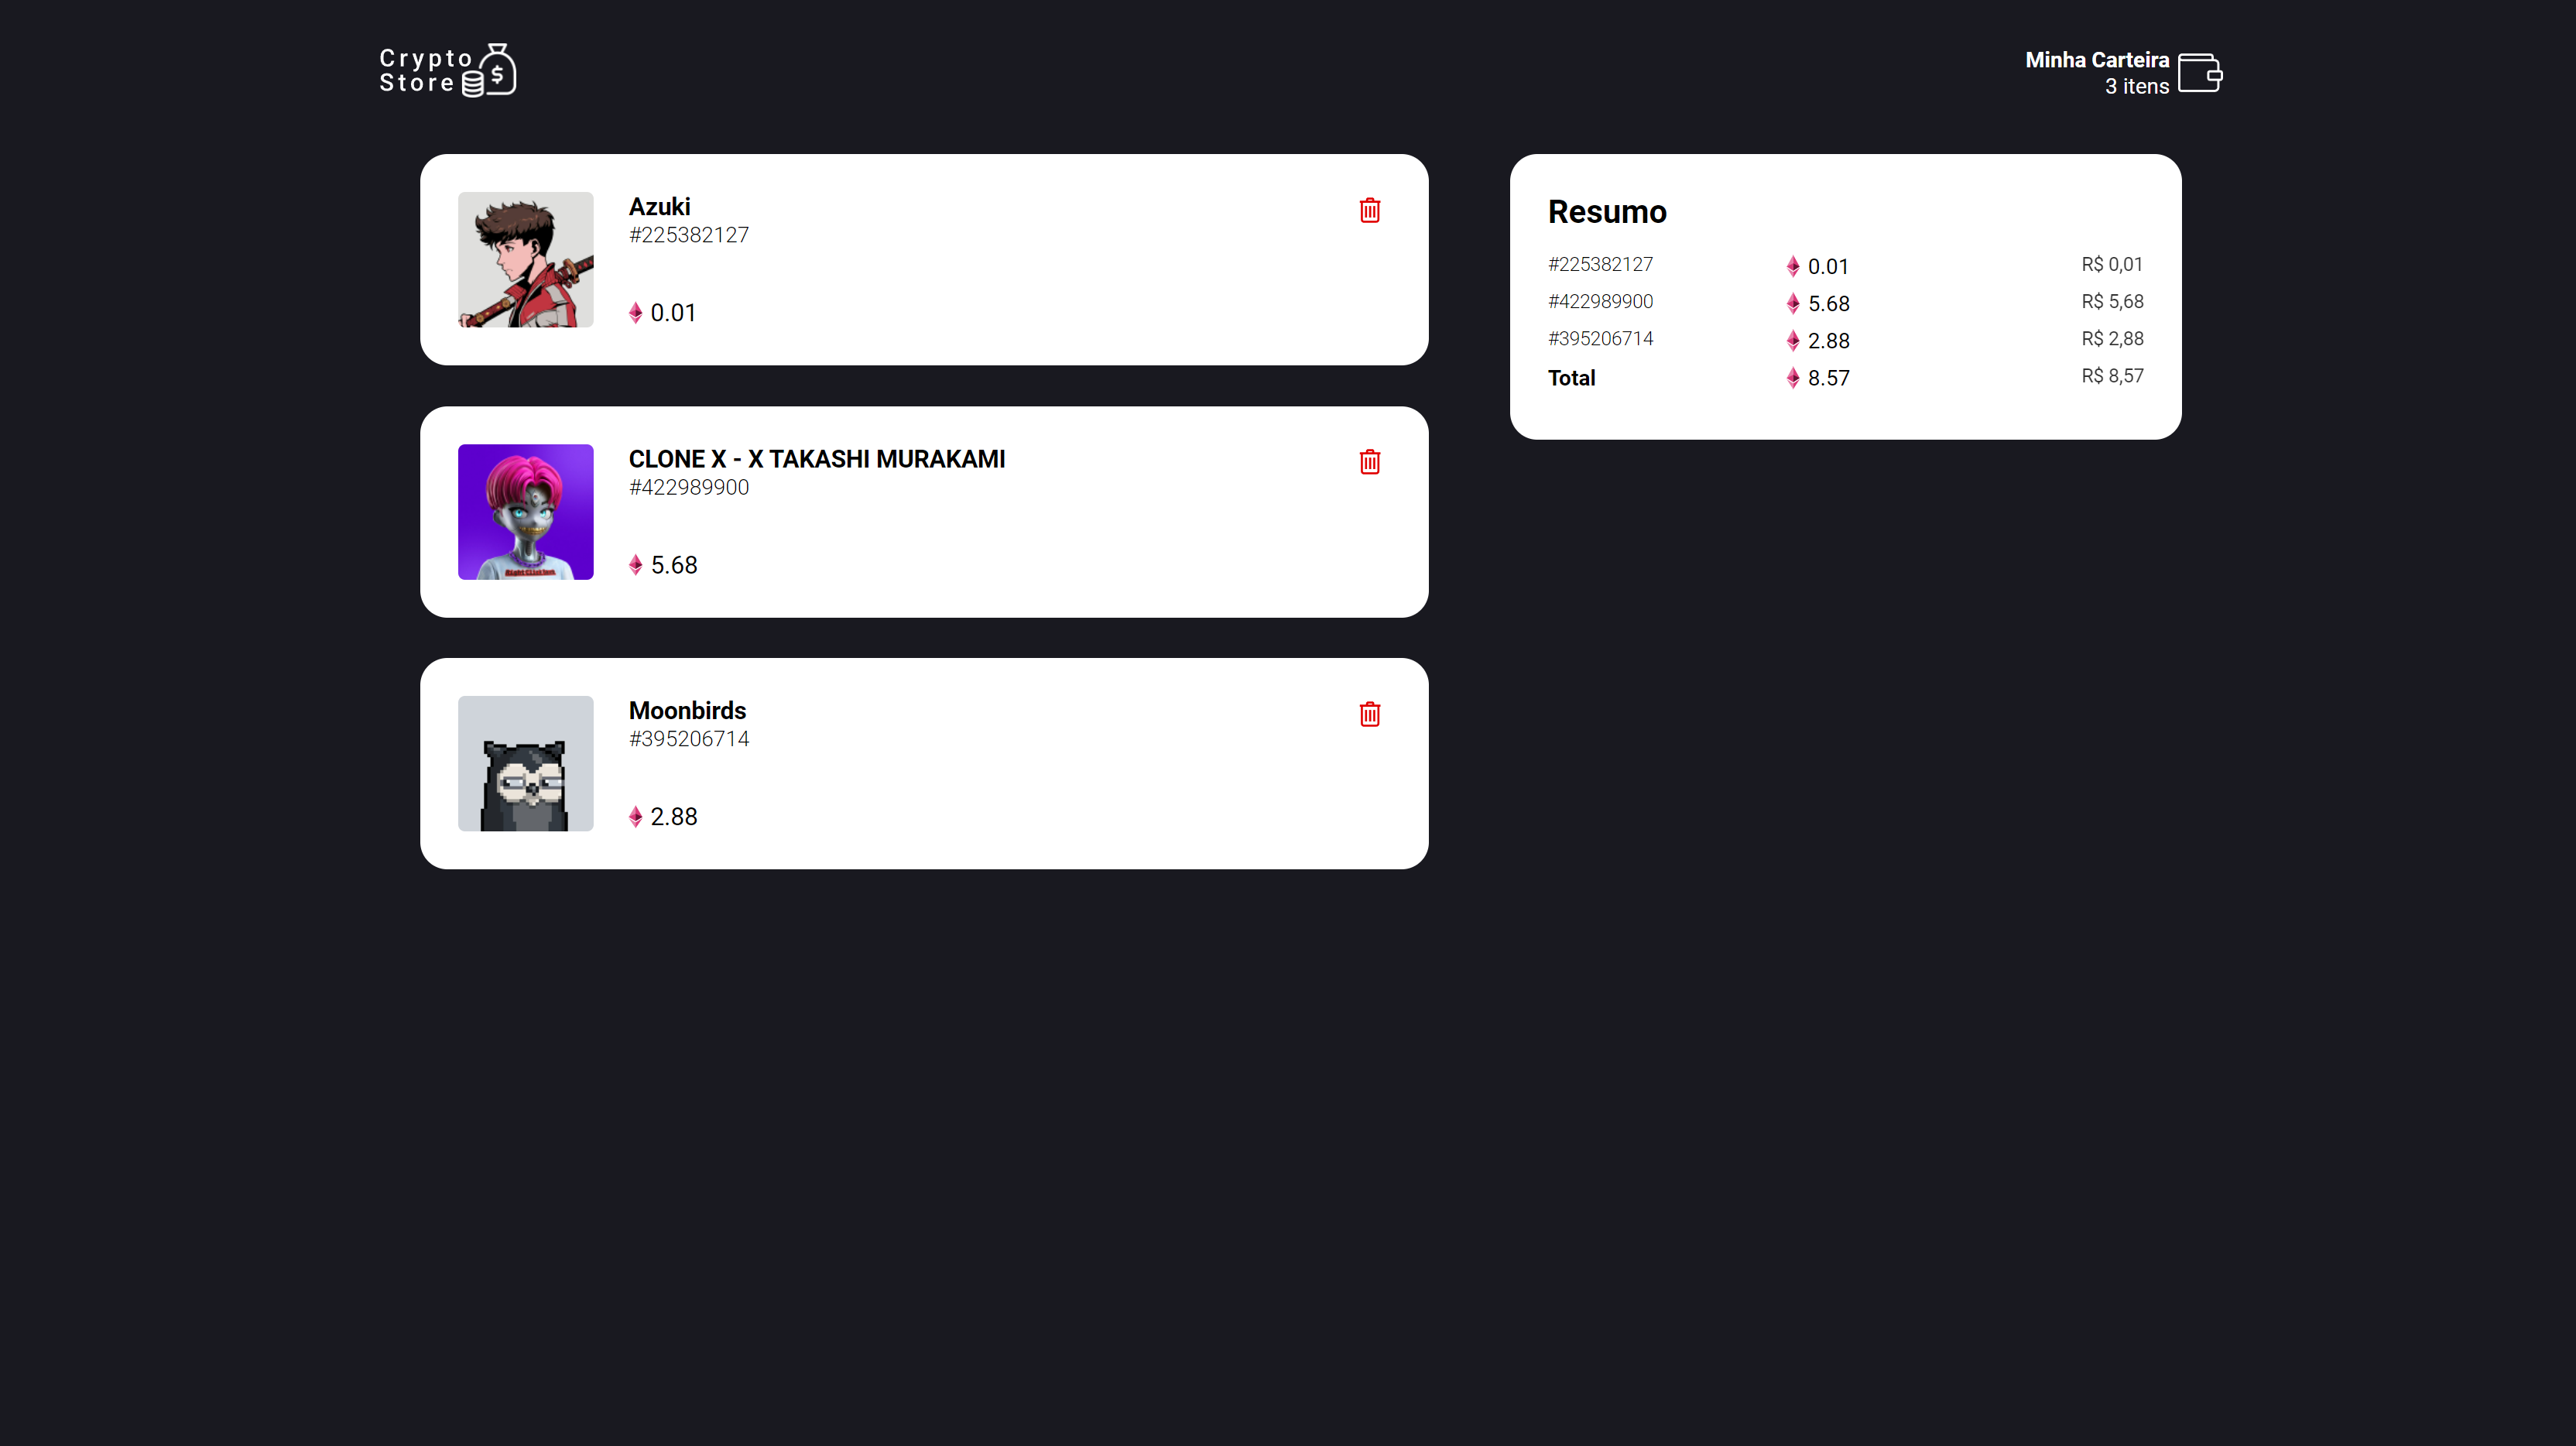 Crypto
Store
Minha Carteira
3 itens
Azuki
#225382127
0.01
CLONE X - X TAKASHI MURAKAMI
#422989900
5.68
Moonbirds
#395206714
2.88
Resumo
#225382127 0.01 R$ 0,01
#422989900 5.68 R$ 5,68
#395206714 2.88 R$ 2,88
Total 8.57 R$ 8,57